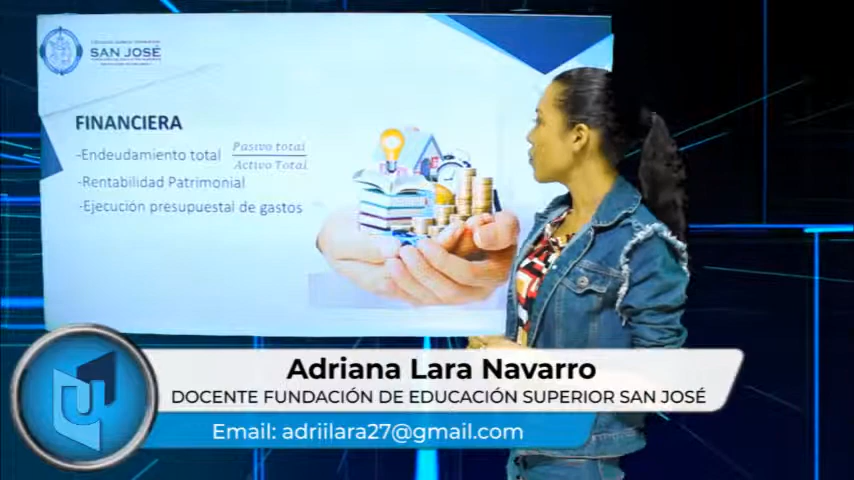 SAN JOSÉ
FINANCIERA
-Endeudamiento total Pasivo total
Activo Total
-Rentabilidad Patrimonial
-Ejecución presupuestal de gastos
Adriana Lara Navarro
DOCENTE FUNDACIÓN DE EDUCACIÓN SUPERIOR SAN JOSÉ
Email: adriilara27@gmail.com